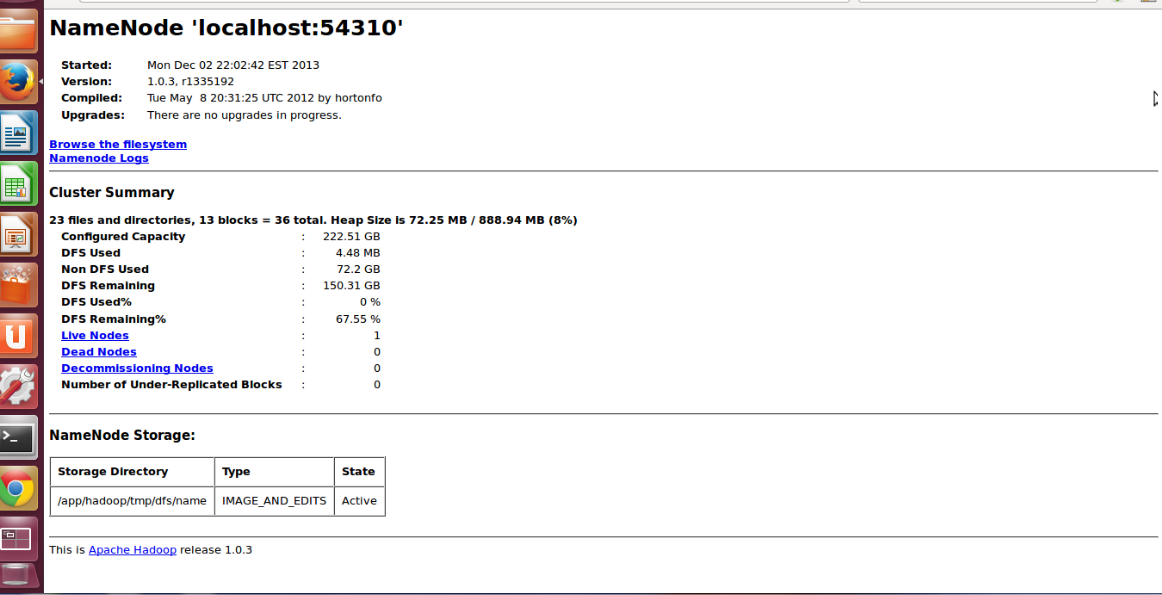 NameNode 'localhost:54310'
Started: Mon Dec 02 22:02:42 EST 2013
Version: 1.0.3, r1335192
Compiled: Tue May  8 20:31:25 UTC 2012 by hortonfo
Upgrades: There are no upgrades in progress.
Browse the filesystem
Namenode Logs
Cluster Summary
23 files and directories, 13 blocks = 36 total. Heap Size is 72.25 MB / 888.94 MB (8%)
Configured Capacity : 222.51 GB
DFS Used : 4.48 MB
Non DFS Used : 72.2 GB
DFS Remaining : 150.31 GB
DFS Used% : 0 %
DFS Remaining% : 67.55 %
Live Nodes : 1
Dead Nodes : 0
Decommissioning Nodes : 0
Number of Under-Replicated Blocks : 0
NameNode Storage:
Storage Directory Type State
/app/hadoop/tmp/dfs/name IMAGE_AND_EDITS Active
This is Apache Hadoop release 1.0.3